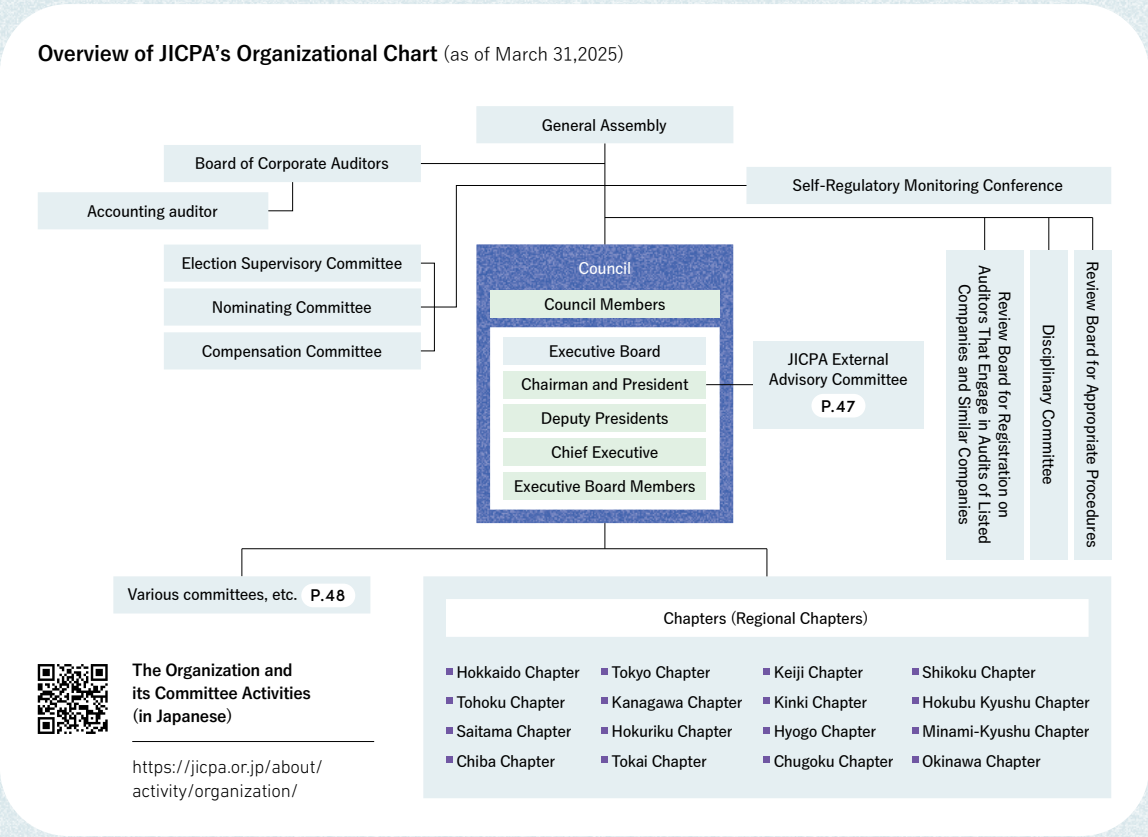 Overview of JICPA's Organizational Chart (as of March 31,2025)
General Assembly
Board of Corporate Auditors
Self-Regulatory Monitoring Conference
Accounting auditor
Election Supervisory Committee
Nominating Committee
Compensation Committee
Council
Council Members
Executive Board
Chairman and President
Deputy Presidents
Chief Executive
Executive Board Members
JICPA External
Advisory Committee
P.47
Review Board for Registration on
Auditors That Engage in Audits of Listed
Companies and Similar Companies
Disciplinary Committee
Review Board for Appropriate Procedures
Various committees, etc. P.48
Chapters (Regional Chapters)
Hokkaido Chapter
Tohoku Chapter
Saitama Chapter
Chiba Chapter
Tokyo Chapter
Kanagawa Chapter
Hokuriku Chapter
Tokai Chapter
Keiji Chapter
Kinki Chapter
Hyogo Chapter
Chugoku Chapter
Shikoku Chapter
Hokubu Kyushu Chapter
Minami-Kyushu Chapter
Okinawa Chapter
The Organization and
its Committee Activities
(in Japanese)
https://jicpa.or.jp/about/
activity/organization/